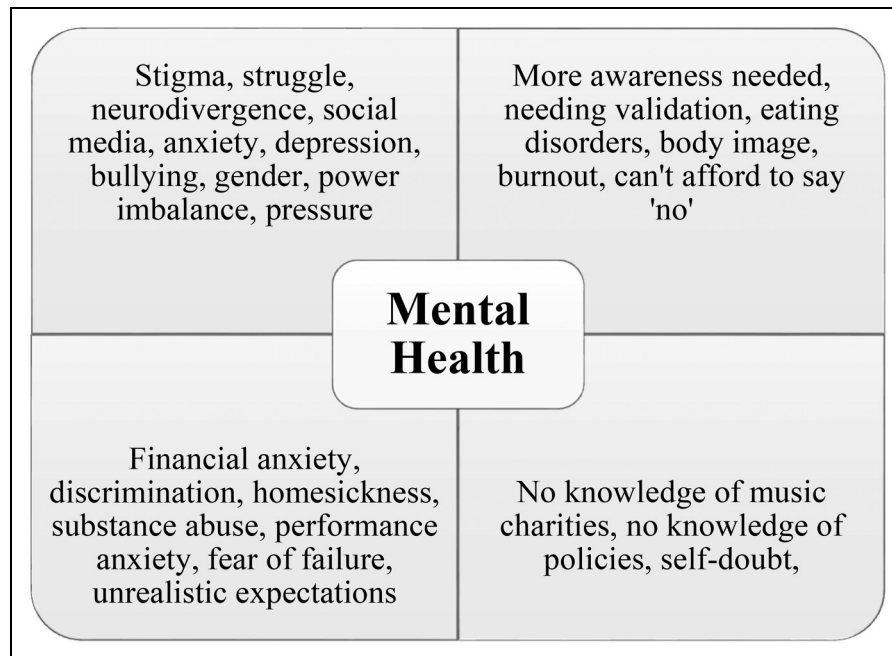 Stigma, struggle,
neurodivergence, social
media, anxiety, depression,
bullying, gender, power
imbalance, pressure
More awareness needed,
needing validation, eating
disorders, body image,
burnout, can't afford to say
'no'
Mental
Health
Financial anxiety,
discrimination, homesickness,
substance abuse, performance
anxiety, fear of failure,
unrealistic expectations
No knowledge of music
charities, no knowledge of
policies, self-doubt,